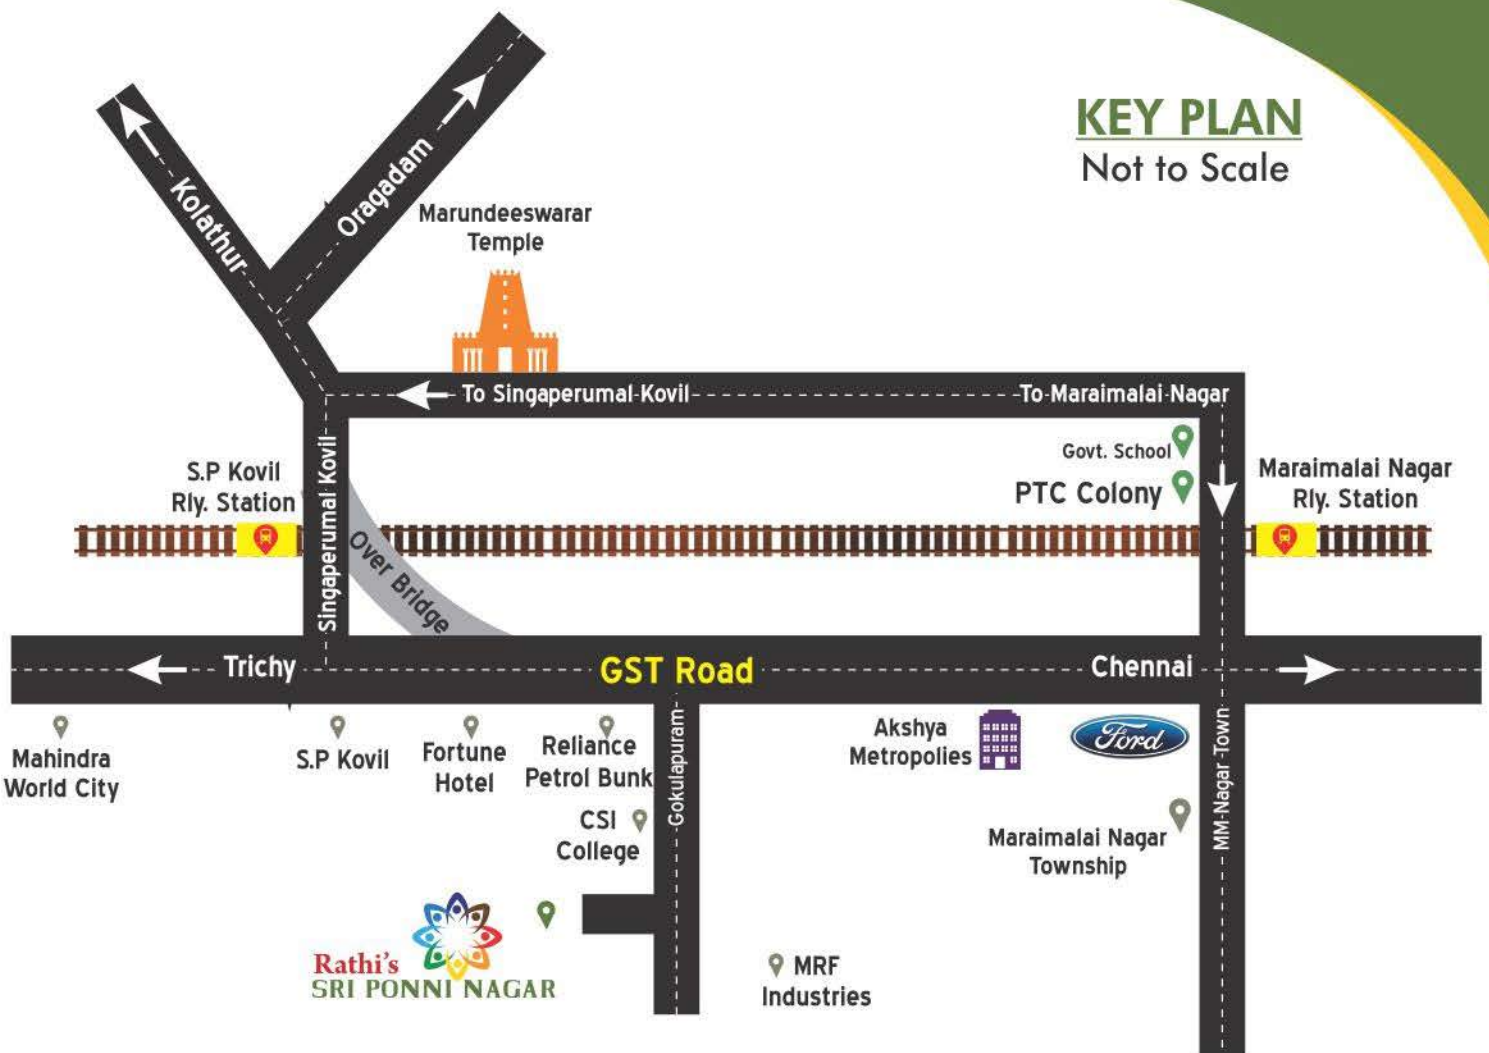 KEY PLAN
Not to Scale
Kolathur
Oragadam
Marundeeswarar
Temple
To Singaperumal Kovil
To Maraimalai Nagar
Govt. School
PTC Colony
Maraimalai Nagar
Rly. Station
S.P Kovil
Rly. Station
Singaperumal Kovil
Over Bridge
Trichy
GST Road
Chennai
Mahindra
World City
S.P Kovil
Fortune
Hotel
Reliance
Petrol Bunk
CSI
College
Gokulapuram
Akshya
Metropolies
Ford
MM-Nagar Town
Maraimalai Nagar
Township
Rathi's
SRI PONNI NAGAR
MRF
Industries